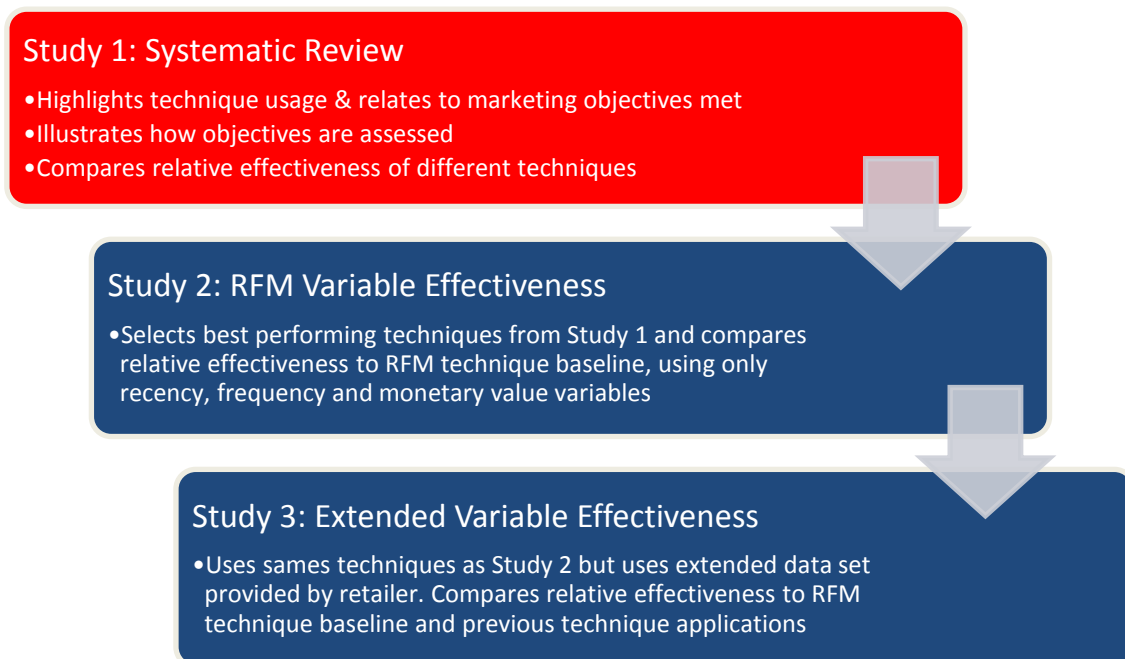 Study 1: Systematic Review
•Highlights technique usage & relates to marketing objectives met
•Illustrates how objectives are assessed
•Compares relative effectiveness of different techniques
Study 2: RFM Variable Effectiveness
•Selects best performing techniques from Study 1 and compares
relative effectiveness to RFM technique baseline, using only
recency, frequency and monetary value variables
Study 3: Extended Variable Effectiveness
•Uses sames techniques as Study 2 but uses extended data set
provided by retailer. Compares relative effectiveness to RFM
technique baseline and previous technique applications